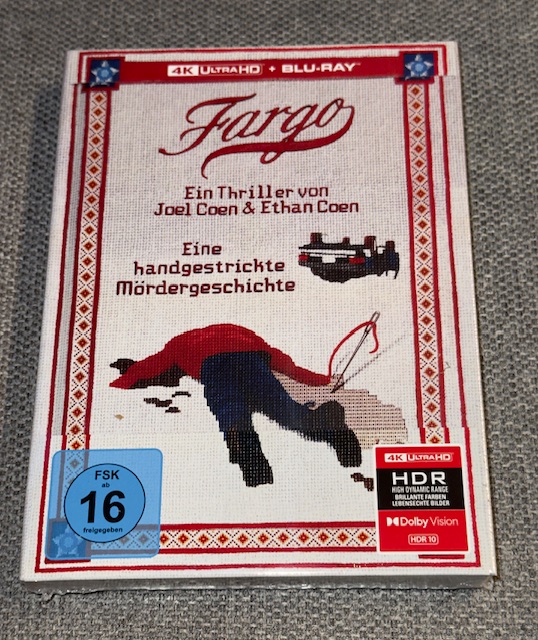 4K ULTRA HD + BLU-RAY™
Fargo
Ein Thriller von
Joel Coen & Ethan Coen
Eine
handgestrickte
Mördergeschichte
FSK
ab
16
freigegeben
4K ULTRA HD
HDR
HIGH DYNAMIC RANGE
BRILLANTE FARBEN
LEBENSECHTE BILDER
Dolby Vision
HDR 10